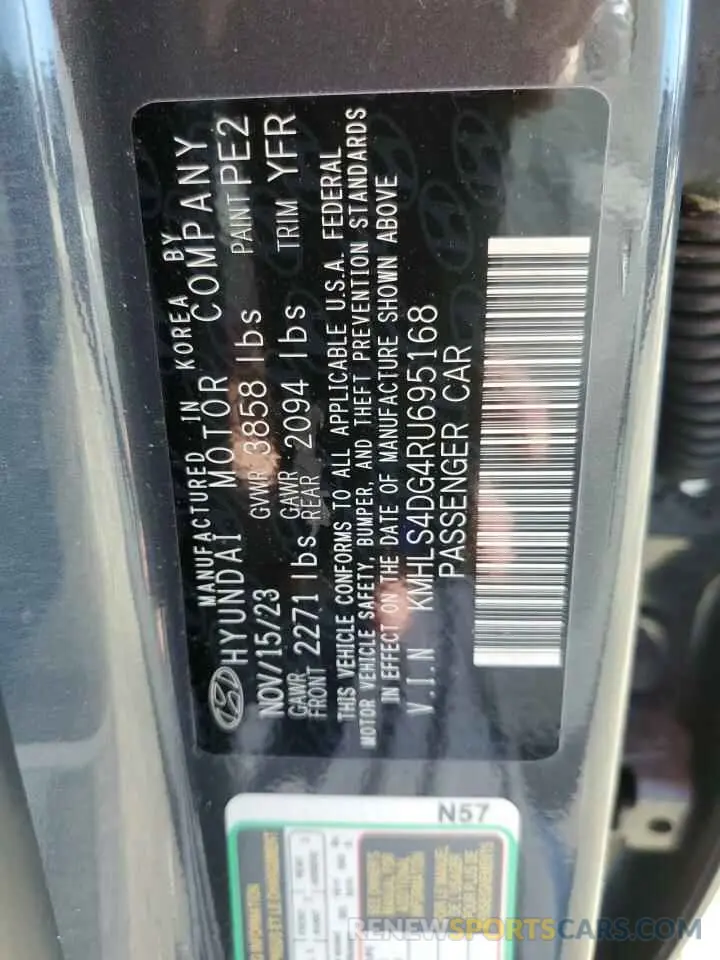 MANUFACTURED IN KOREA BY
HYUNDAI MOTOR COMPANY
NOV/15/23 GVWR 3858 lbs PAINT PE2
GAWR FRONT 2271 lbs GAWR REAR 2094 lbs TRIM YFR
THIS VEHICLE CONFORMS TO ALL APPLICABLE U.S.A. FEDERAL
MOTOR VEHICLE SAFETY, BUMPER, AND THEFT PREVENTION STANDARDS
IN EFFECT ON THE DATE OF MANUFACTURE SHOWN ABOVE
V.I.N KMHLS4DG4RU695168
PASSENGER CAR
N57
RENEWSPORTSCAR.COM